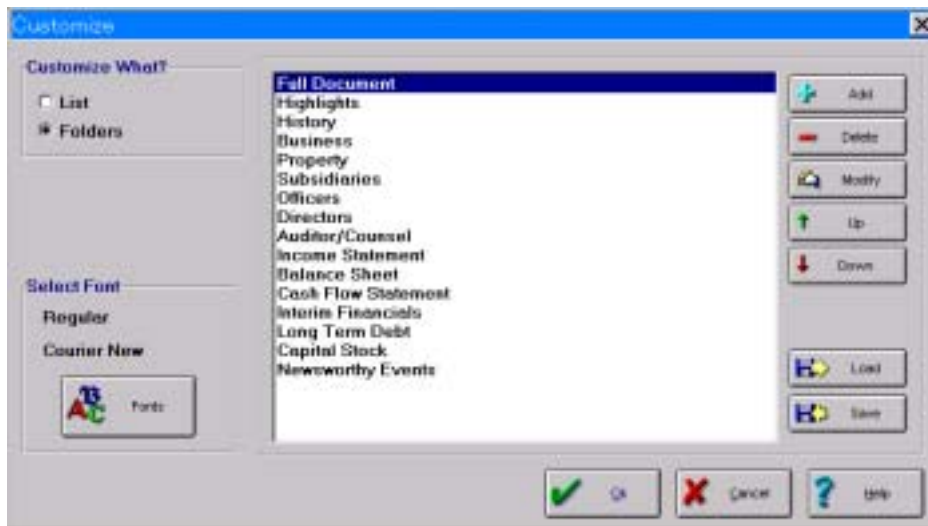 Customize
Customize What?
List
Folders
Select Font
Regular
Courier New
Fonts
Full Document
Highlights
History
Business
Property
Subsidiaries
Officers
Directors
Auditor/Counsel
Income Statement
Balance Sheet
Cash Flow Statement
Interim Financials
Long Term Debt
Capital Stock
Newsworthy Events
Add
Delete
Modify
Up
Down
Load
Save
Ok
Cancel
Help